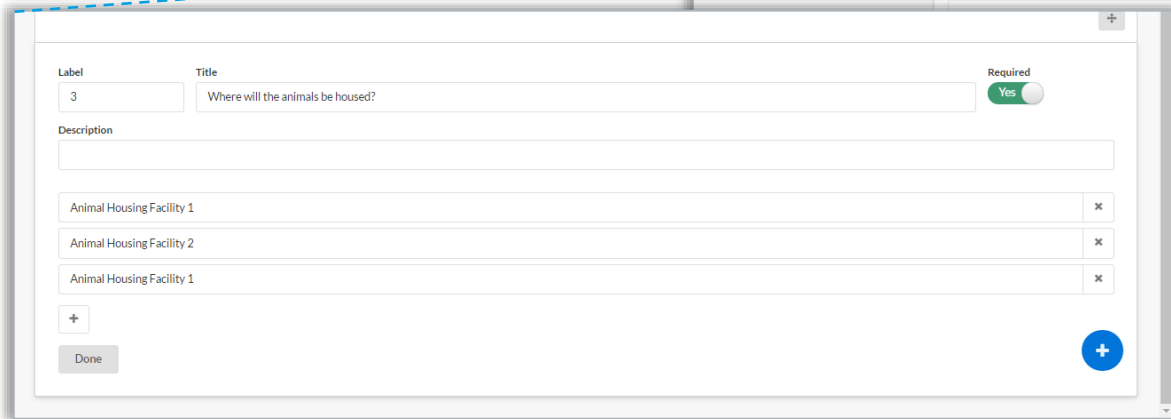 Label Title Required
3 Where will the animals be housed? Yes
Description
Animal Housing Facility 1
Animal Housing Facility 2
Animal Housing Facility 1
Done